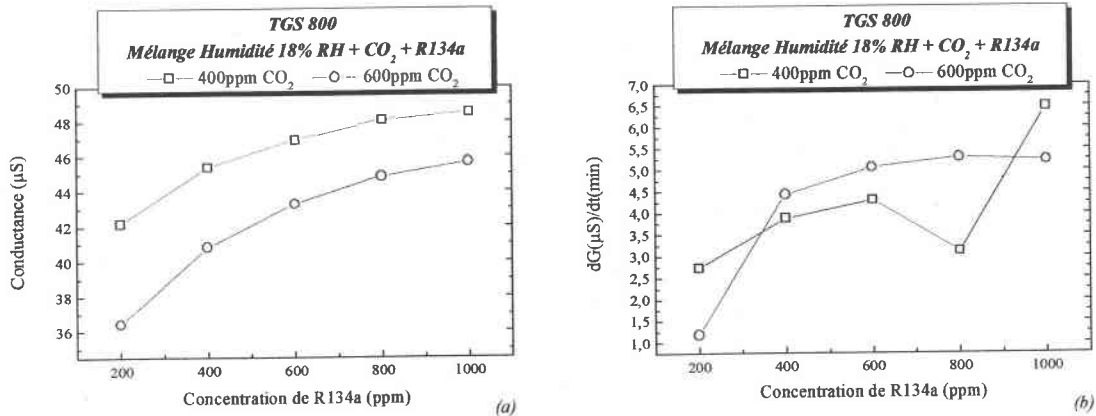 TGS 800
Mélange Humidité 18% RH + CO2 + R134a
400ppm CO2 600ppm CO2
50
48
46
44
42
40
38
36
Conductance (µS)
200 400 600 800 1000
Concentration de R134a (ppm)
(a)
TGS 800
Mélange Humidité 18% RH + CO2 + R134a
400ppm CO2 600ppm CO2
7,0
6,5
6,0
5,5
5,0
4,5
4,0
3,5
3,0
2,5
2,0
1,5
1,0
dG(µS)/dt(min)
200 400 600 800 1000
Concentration de R134a (ppm)
(b)